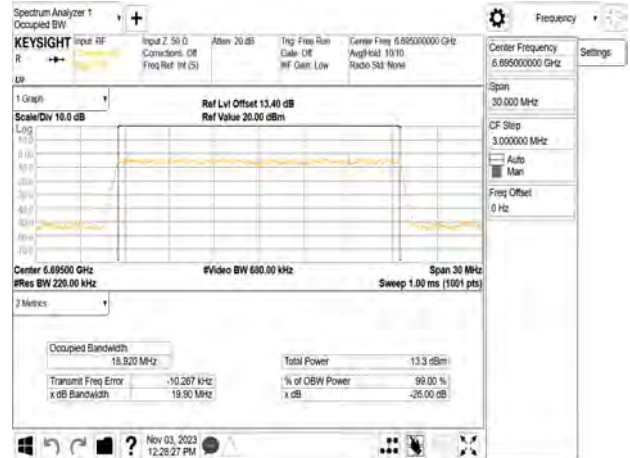 Spectrum Analyzer 1
Occupied BW
Frequency
KEYSIGHT
Input: RF
Input Z: 50 Ω
Atten: 20 dB
Trig: Free Run
Center Freq: 6.695000000 GHz
R
Corrections: Off
Gate: Off
Avg|Hold: 10/10
Freq Ref: Int (S)
#IF Gain: Low
Radio Std: None
Center Frequency
6.695000000 GHz
Settings
Span
30.000 MHz
CF Step
3.000000 MHz
Auto
Man
Freq Offset
0 Hz
1 Graph
Scale/Div 10.0 dB
Ref Lvl Offset 13.40 dB
Ref Value 20.00 dBm
Log
Center 6.69500 GHz
#Video BW 680.00 kHz
Span 30 MHz
#Res BW 220.00 kHz
Sweep 1.00 ms (1001 pts)
2 Metrics
Occupied Bandwidth
18.920 MHz
Total Power
13.3 dBm
Transmit Freq Error
-10.267 kHz
% of OBW Power
99.00 %
x dB Bandwidth
19.90 MHz
x dB
-26.00 dB
Nov 03, 2023
12:28:27 PM